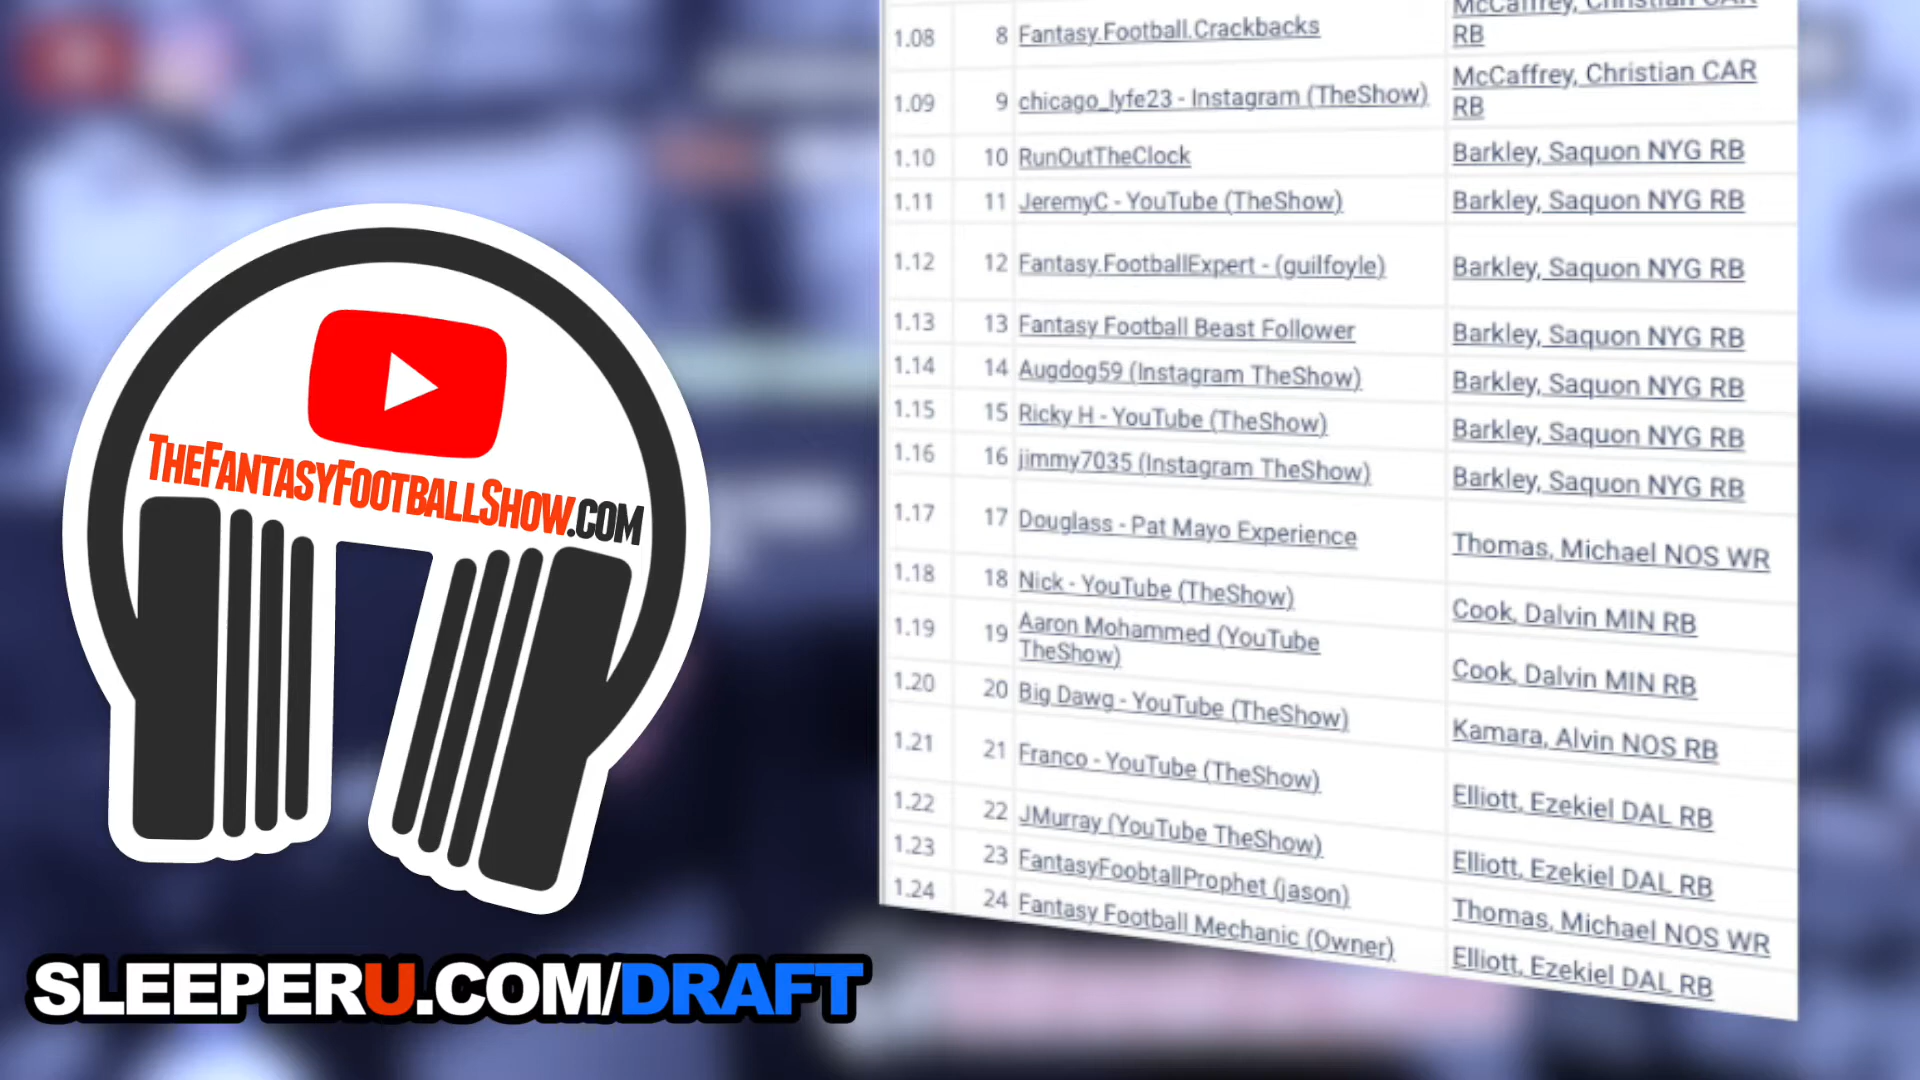 1.08 8 Fantasy.Football.Crackbacks McCaffrey, Christian CAR
RB
1.09 9 chicago_lyfe23 - Instagram (TheShow) McCaffrey, Christian CAR
RB
1.10 10 RunOutTheClock Barkley, Saquon NYG RB
1.11 11 JeremyC - YouTube (TheShow) Barkley, Saquon NYG RB
1.12 12 Fantasy.FootballExpert - (guilfoyle) Barkley, Saquon NYG RB
1.13 13 Fantasy Football Beast Follower Barkley, Saquon NYG RB
1.14 14 Augdog59 (Instagram TheShow) Barkley, Saquon NYG RB
1.15 15 Ricky H - YouTube (TheShow) Barkley, Saquon NYG RB
1.16 16 jimmy7035 (Instagram TheShow) Barkley, Saquon NYG RB
1.17 17 Douglass - Pat Mayo Experience Thomas, Michael NOS WR
1.18 18 Nick - YouTube (TheShow) Cook, Dalvin MIN RB
1.19 19 Aaron Mohammed (YouTube
TheShow) Cook, Dalvin MIN RB
1.20 20 Big Dawg - YouTube (TheShow) Kamara, Alvin NOS RB
1.21 21 Franco - YouTube (TheShow) Elliott, Ezekiel DAL RB
1.22 22 JMurray (YouTube TheShow) Elliott, Ezekiel DAL RB
1.23 23 FantasyFoobtallProphet (jason) Thomas, Michael NOS WR
1.24 24 Fantasy Football Mechanic (Owner) Elliott, Ezekiel DAL RB
THEFANTASYFOOTBALLSHOW.COM
SLEEPERU.COM/DRAFT